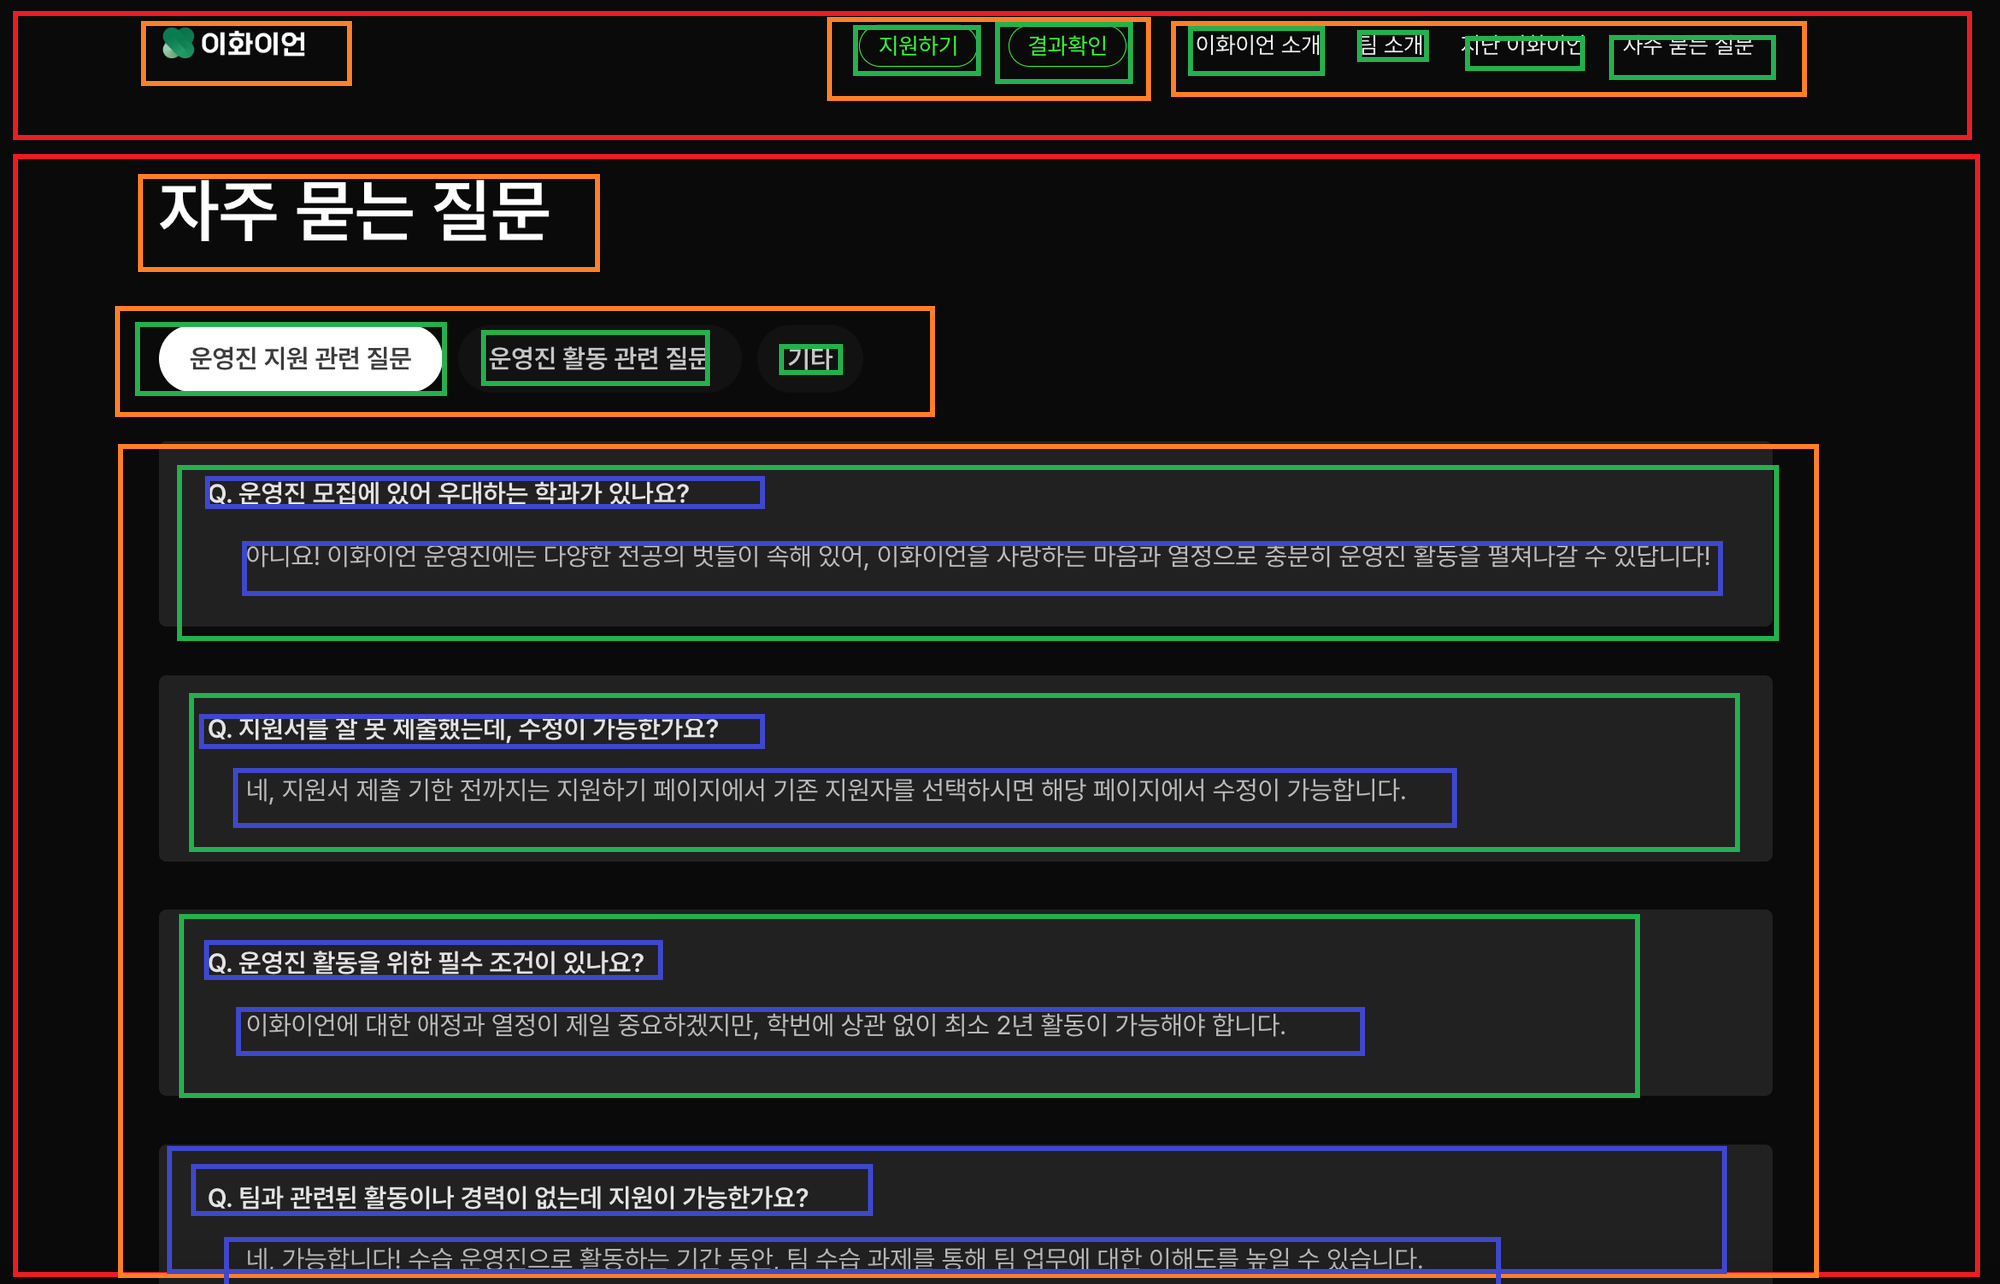 이화이언
지원하기
결과확인
이화이언 소개
팀 소개
지난 이화이언
자주 묻는 질문
자주 묻는 질문
운영진 지원 관련 질문
운영진 활동 관련 질문
기타
Q. 운영진 모집에 있어 우대하는 학과가 있나요?
아니요! 이화이언 운영진에는 다양한 전공의 벗들이 속해 있어, 이화이언을 사랑하는 마음과 열정으로 충분히 운영진 활동을 펼쳐나갈 수 있답니다!
Q. 지원서를 잘 못 제출했는데, 수정이 가능한가요?
네, 지원서 제출 기한 전까지는 지원하기 페이지에서 기존 지원자를 선택하시면 해당 페이지에서 수정이 가능합니다.
Q. 운영진 활동을 위한 필수 조건이 있나요?
이화이언에 대한 애정과 열정이 제일 중요하겠지만, 학번에 상관 없이 최소 2년 활동이 가능해야 합니다.
Q. 팀과 관련된 활동이나 경력이 없는데 지원이 가능한가요?
네, 가능합니다! 수습 운영진으로 활동하는 기간 동안, 팀 수습 과제를 통해 팀 업무에 대한 이해도를 높일 수 있습니다.